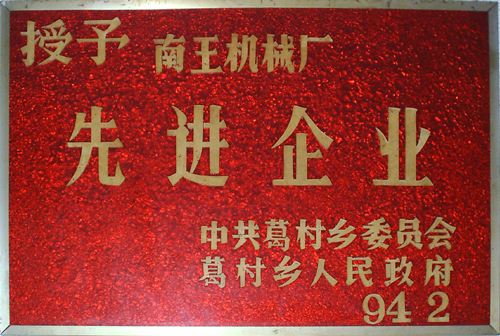 授予 南王机械厂
先进企业
中共葛村乡委员会
葛村乡人民政府
94 2